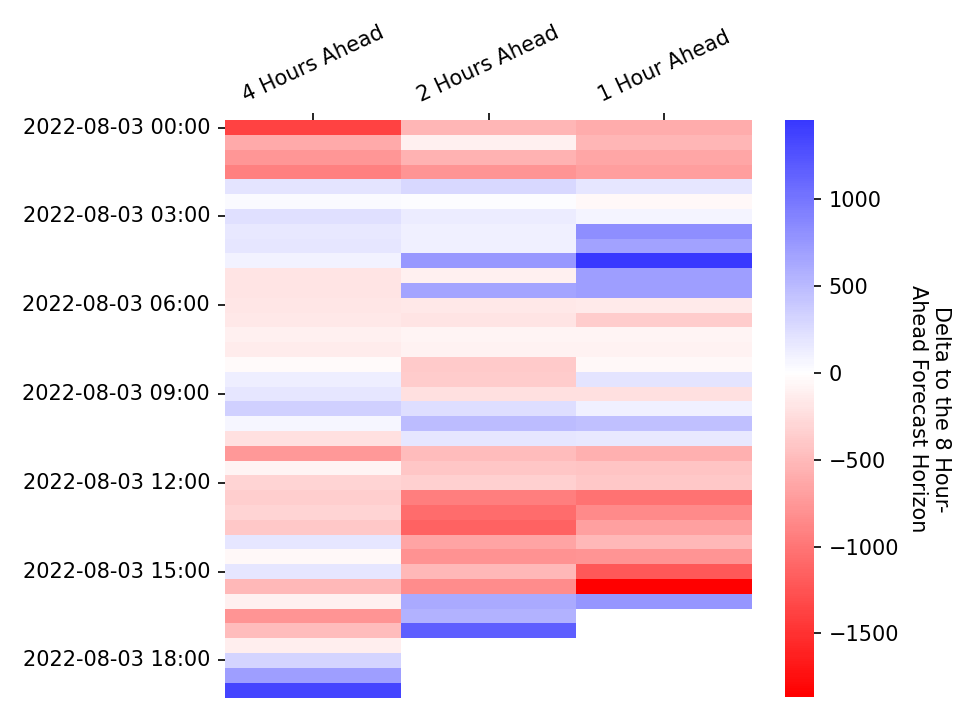 4 Hours Ahead
2 Hours Ahead
1 Hour Ahead
2022-08-03 00:00
2022-08-03 03:00
2022-08-03 06:00
2022-08-03 09:00
2022-08-03 12:00
2022-08-03 15:00
2022-08-03 18:00
1000
500
0
−500
−1000
−1500
Delta to the 8 Hour-
Ahead Forecast Horizon